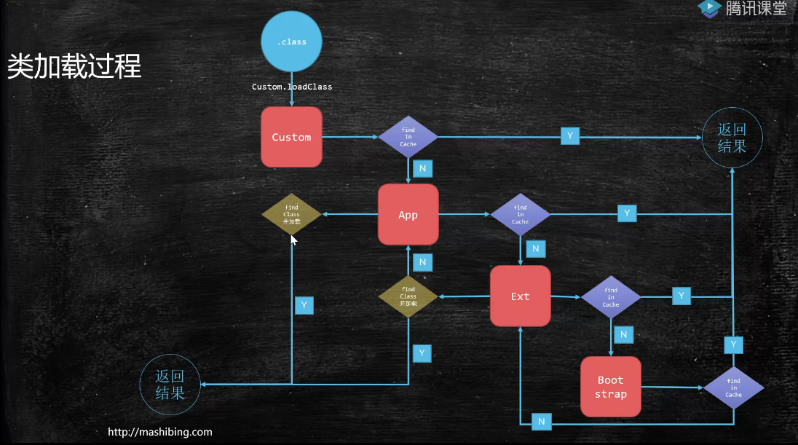 腾讯课堂
类加载过程
.class
Custom.loadClass
Custom
find
in
Cache
Y
返回
结果
N
find
Class
并加载
App
find
in
Cache
Y
N
N
find
Class
并加载
Ext
find
in
Cache
Y
Y
N
Y
Y
返回
结果
Boot
strap
find
in
Cache
N
http://mashibing.com